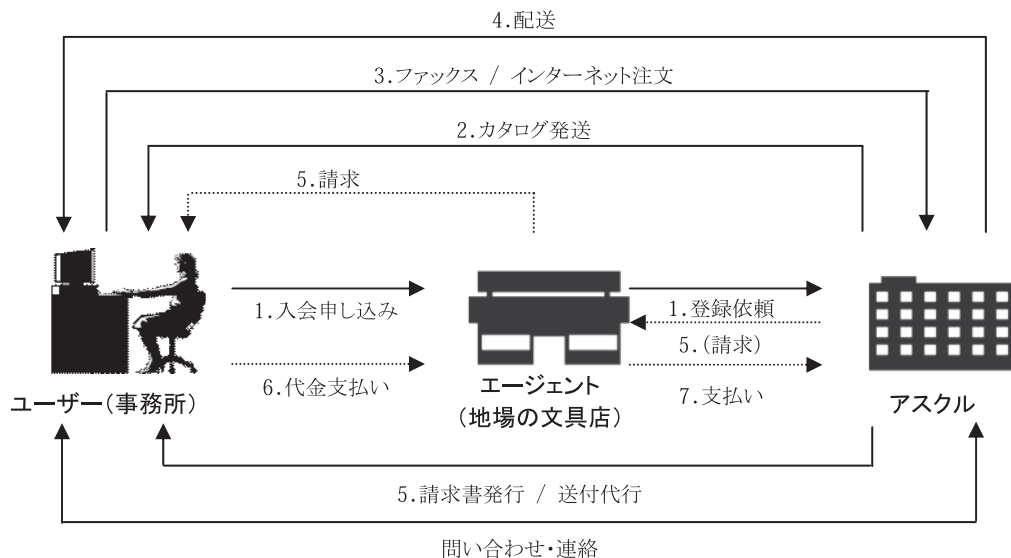 4.配送
3.ファックス / インターネット注文
2.カタログ発送
5.請求
1.入会申し込み
1.登録依頼
5.(請求)
6.代金支払い
7.支払い
ユーザー(事務所)
エージェント
(地場の文具店)
アスクル
5.請求書発行 / 送付代行
問い合わせ・連絡